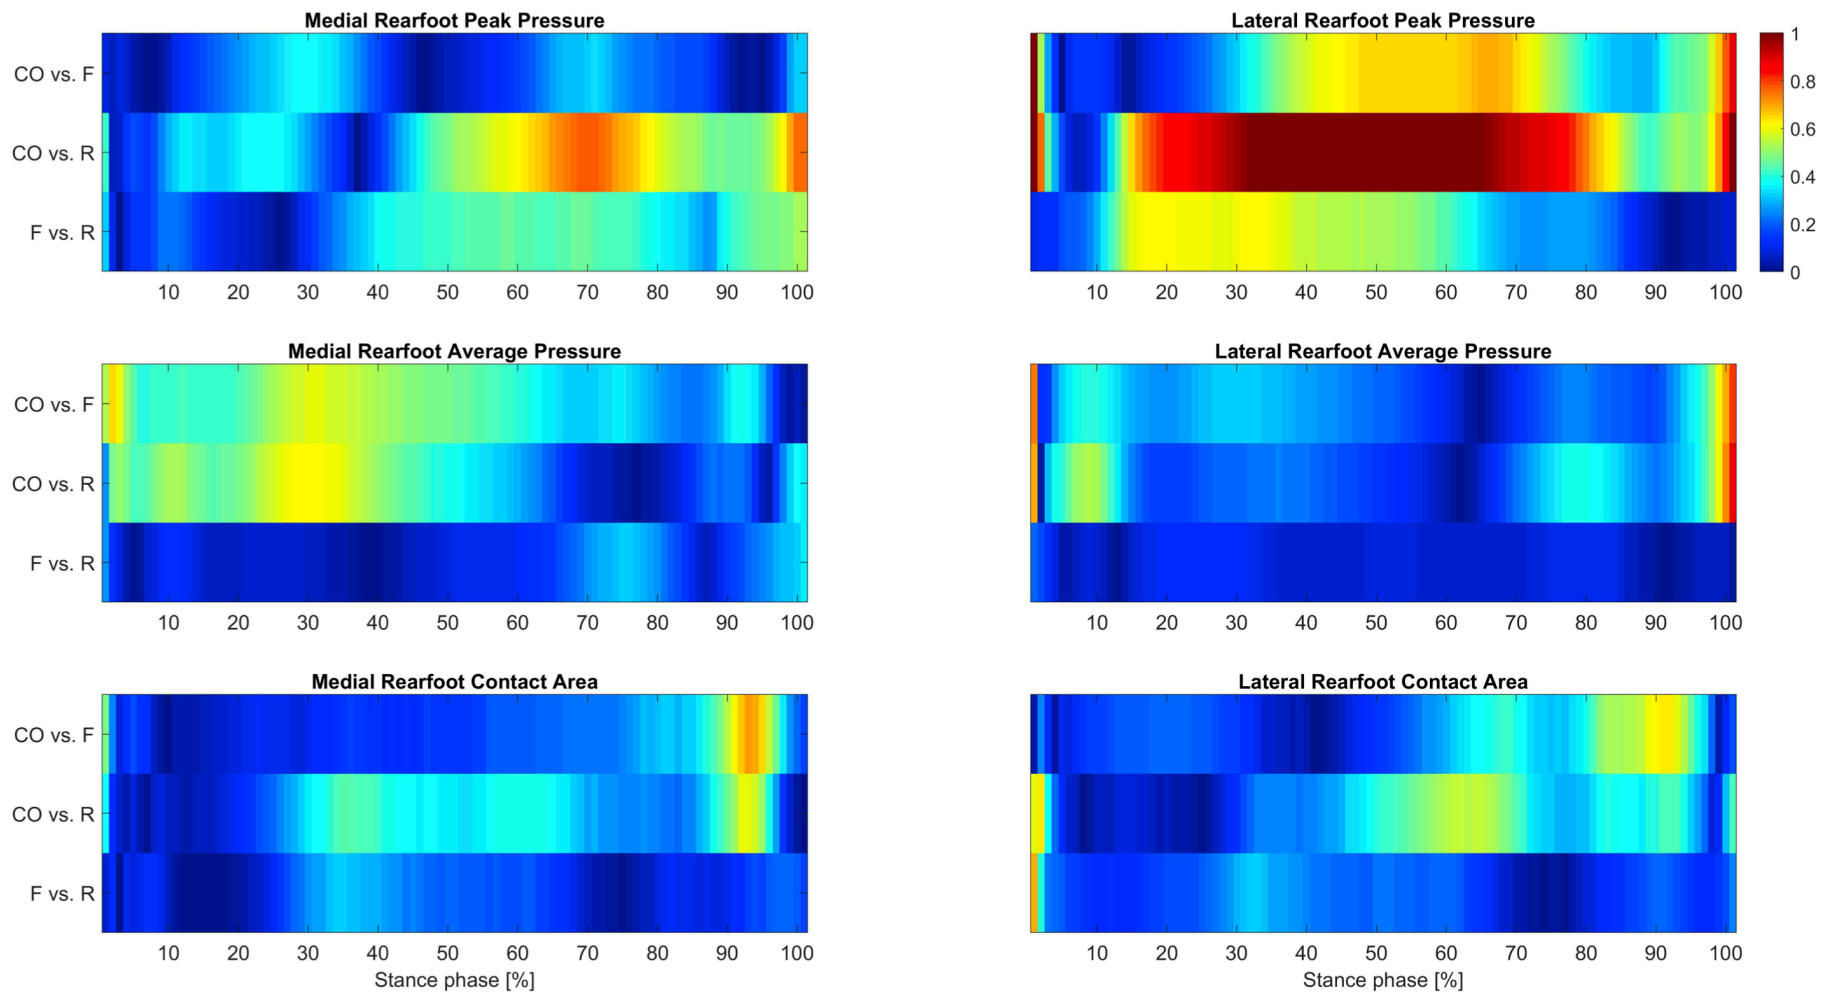 Medial Rearfoot Peak Pressure
CO vs. F
CO vs. R
F vs. R
10 20 30 40 50 60 70 80 90 100
Lateral Rearfoot Peak Pressure
10 20 30 40 50 60 70 80 90 100
1
0.8
0.6
0.4
0.2
0
Medial Rearfoot Average Pressure
CO vs. F
CO vs. R
F vs. R
10 20 30 40 50 60 70 80 90 100
Lateral Rearfoot Average Pressure
10 20 30 40 50 60 70 80 90 100
Medial Rearfoot Contact Area
CO vs. F
CO vs. R
F vs. R
10 20 30 40 50 60 70 80 90 100
Stance phase [%]
Lateral Rearfoot Contact Area
10 20 30 40 50 60 70 80 90 100
Stance phase [%]